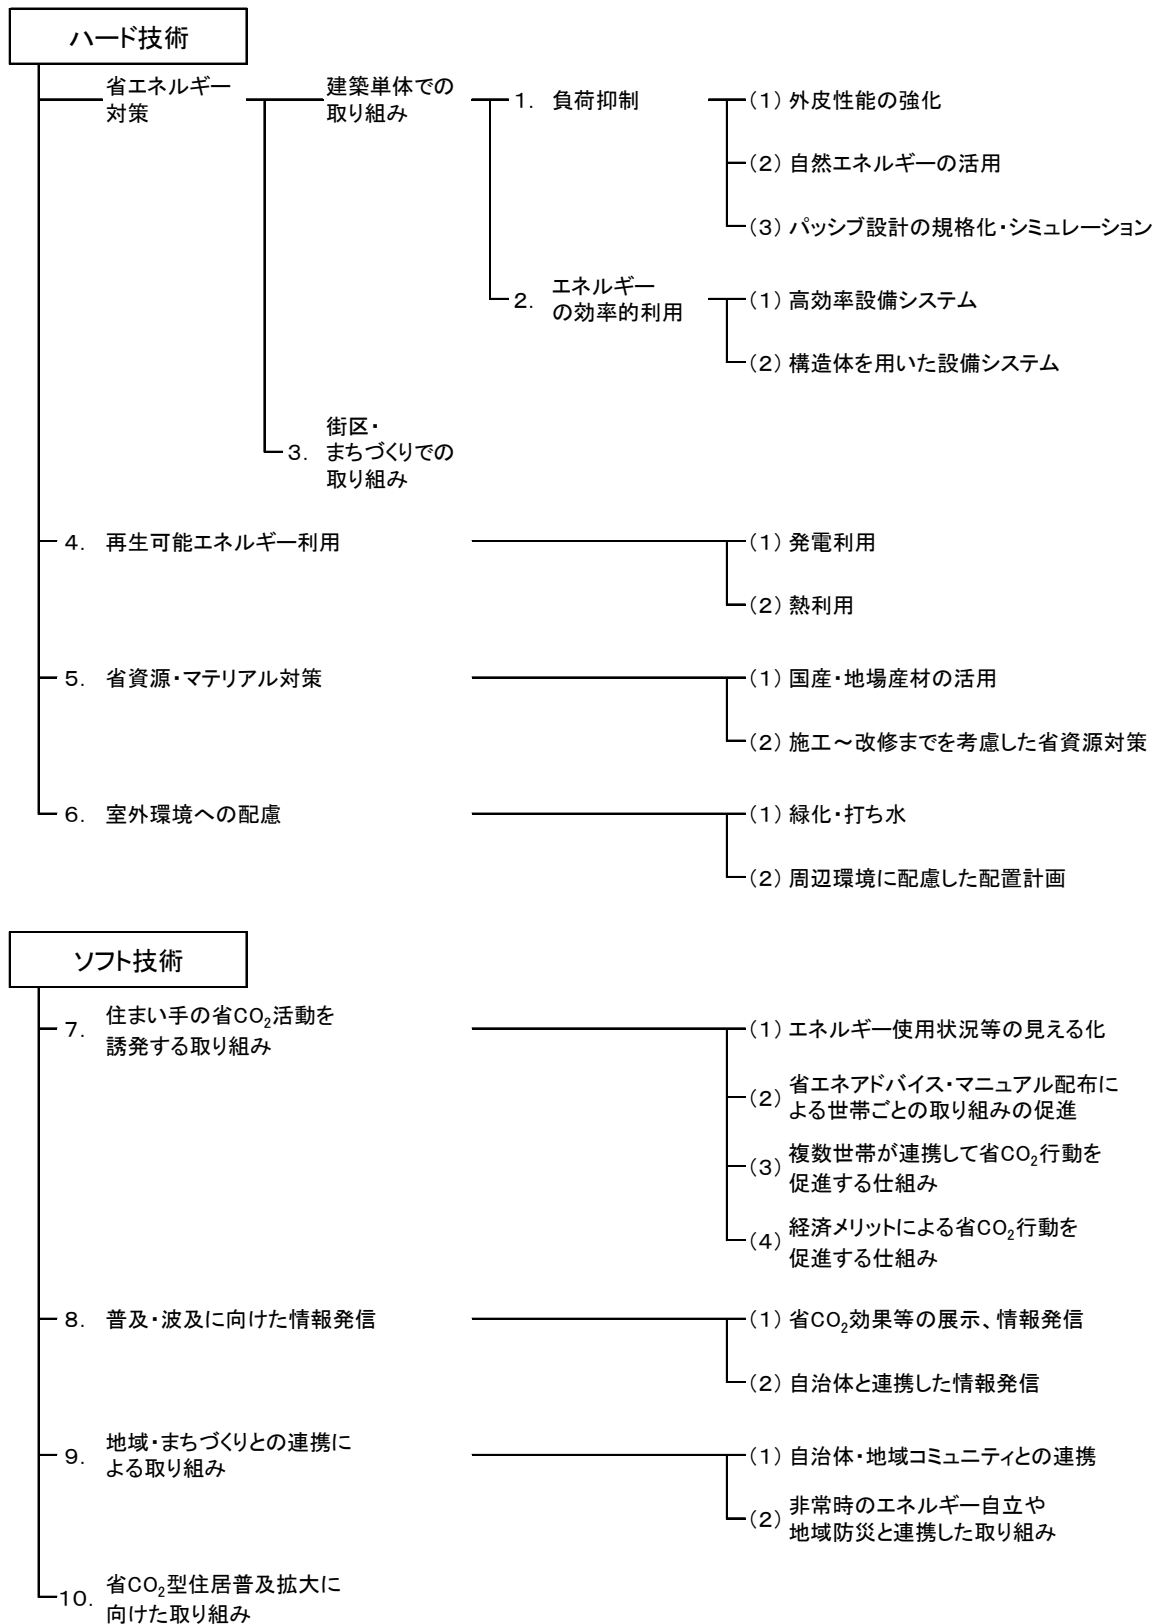 ハード技術
省エネルギー
対策
建築単体での
取り組み
1. 負荷抑制
(1) 外皮性能の強化
(2) 自然エネルギーの活用
(3) パッシブ設計の規格化・シミュレーション
2. エネルギー
の効率的利用
(1) 高効率設備システム
(2) 構造体を用いた設備システム
3. 街区・
まちづくりでの
取り組み
4. 再生可能エネルギー利用
(1) 発電利用
(2) 熱利用
5. 省資源・マテリアル対策
(1) 国産・地場産材の活用
(2) 施工～改修までを考慮した省資源対策
6. 室外環境への配慮
(1) 緑化・打ち水
(2) 周辺環境に配慮した配置計画
ソフト技術
7. 住まい手の省CO₂活動を
誘発する取り組み
(1) エネルギー使用状況等の見える化
(2) 省エネアドバイス・マニュアル配布に
よる世帯ごとの取り組みの促進
(3) 複数世帯が連携して省CO₂行動を
促進する仕組み
(4) 経済メリットによる省CO₂行動を
促進する仕組み
8. 普及・波及に向けた情報発信
(1) 省CO₂効果等の展示、情報発信
(2) 自治体と連携した情報発信
9. 地域・まちづくりとの連携に
よる取り組み
(1) 自治体・地域コミュニティとの連携
(2) 非常時のエネルギー自立や
地域防災と連携した取り組み
10. 省CO₂型住居普及拡大に
向けた取り組み